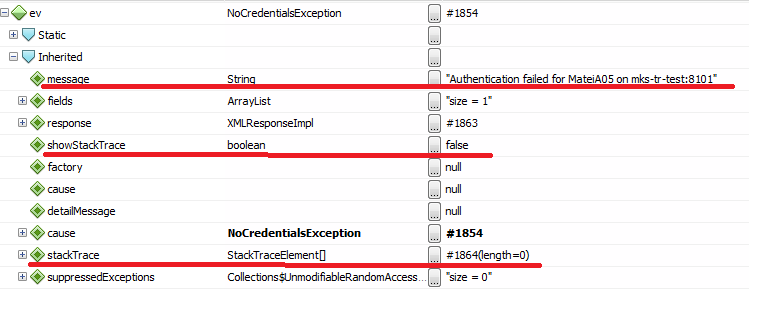 ev NoCredentialsException ... #1854
Static
Inherited
message String ... "Authentication failed for MateiA05 on mks-tr-test:8101"
fields ArrayList ... "size = 1"
response XMLResponseImpl ... #1863
showStackTrace boolean ... false
factory ... null
cause ... null
detailMessage ... null
cause NoCredentialsException ... #1854
stackTrace StackTraceElement[] ... #1864(length=0)
suppressedExceptions Collections$UnmodifiableRandomAccess... ... "size = 0"